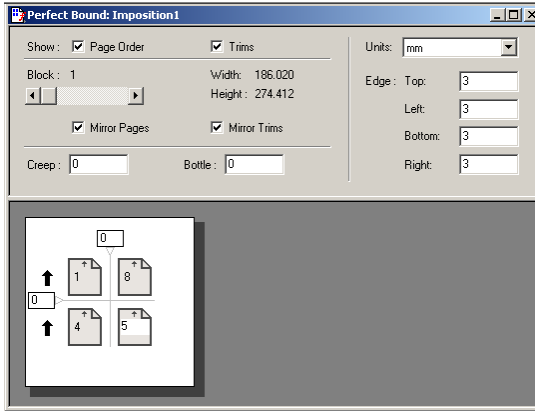 Perfect Bound: Imposition1
Show: Page Order Trims Units: mm
Block: 1 Width: 186.020 Edge: Top: 3
Height: 274.412
Left: 3
Mirror Pages Mirror Trims Bottom: 3
Creep: 0 Bottle: 0 Right: 3
0
1 8
0
4 5